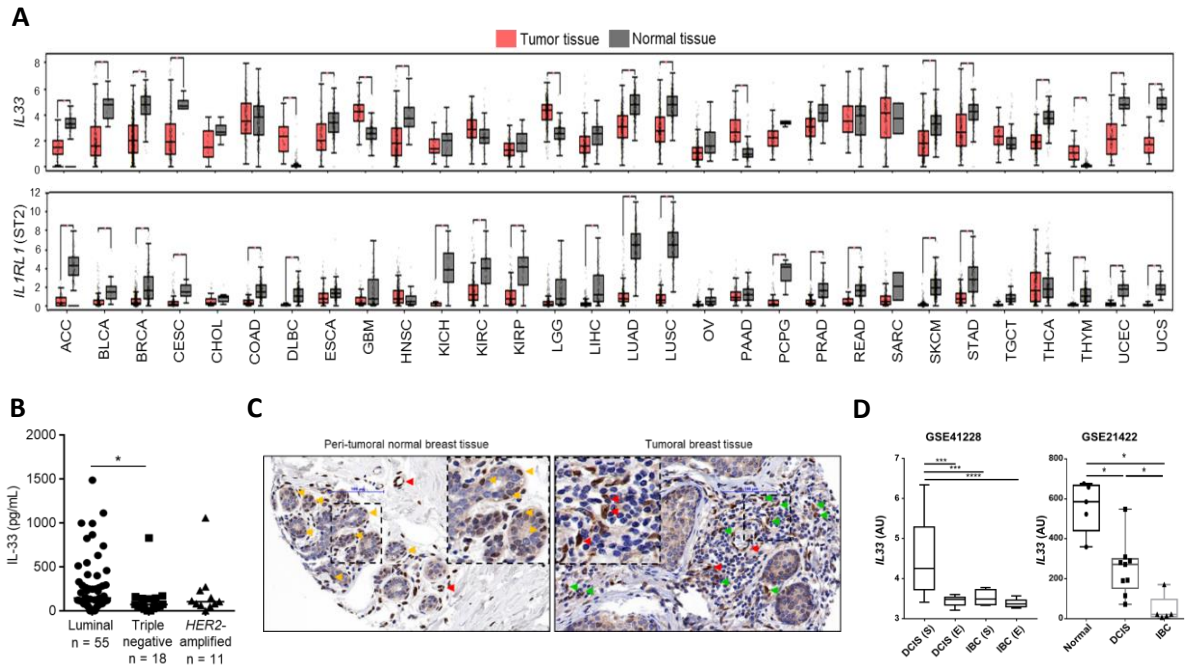 A
Tumor tissue Normal tissue
IL33
8
6
4
2
0
IL1RL1 (ST2)
12
10
8
6
4
2
0
ACC
BLCA
BRCA
CESC
CHOL
COAD
DLBC
ESCA
GBM
HNSC
KICH
KIRC
KIRP
LGG
LIHC
LUAD
LUSC
OV
PAAD
PCPG
PRAD
READ
SARC
SKCM
STAD
TGCT
THCA
THYM
UCEC
UCS
B
IL-33 (pg/mL)
2000
1500
1000
500
0
*
Luminal
n = 55
Triple
negative
n = 18
HER2-
amplified
n = 11
C
Peri-tumoral normal breast tissue
Tumoral breast tissue
D
GSE41228
IL33 (AU)
7
6
5
4
3
***
***
****
DCIS (S)
DCIS (E)
IBC (S)
IBC (E)
GSE21422
IL33 (AU)
800
600
400
200
0
*
* *
Normal
DCIS
IBC